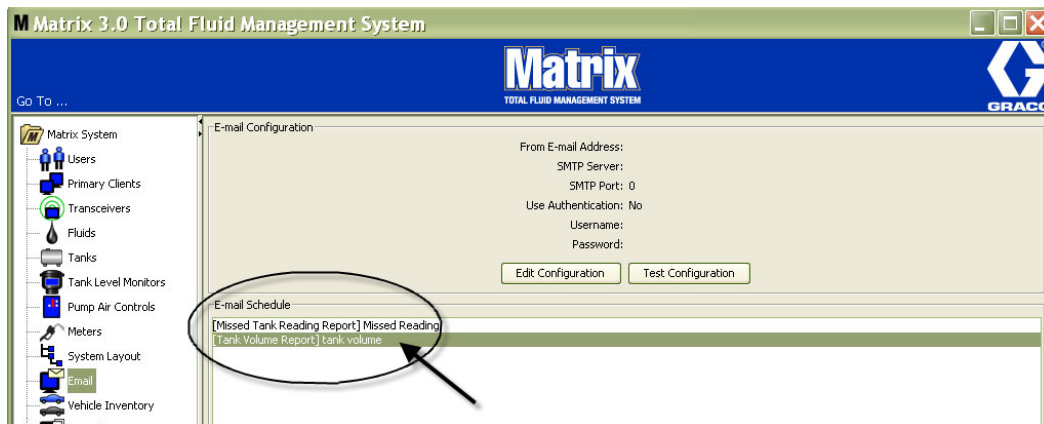 M Matrix 3.0 Total Fluid Management System
Matrix
TOTAL FLUID MANAGEMENT SYSTEM
Go To ...
GRACO
Matrix System
Users
Primary Clients
Transceivers
Fluids
Tanks
Tank Level Monitors
Pump Air Controls
Meters
System Layout
Email
Vehicle Inventory
E-mail Configuration
From E-mail Address:
SMTP Server:
SMTP Port: 0
Use Authentication: No
Username:
Password:
Edit Configuration Test Configuration
E-mail Schedule
[Missed Tank Reading Report] Missed Reading
[Tank Volume Report] tank volume